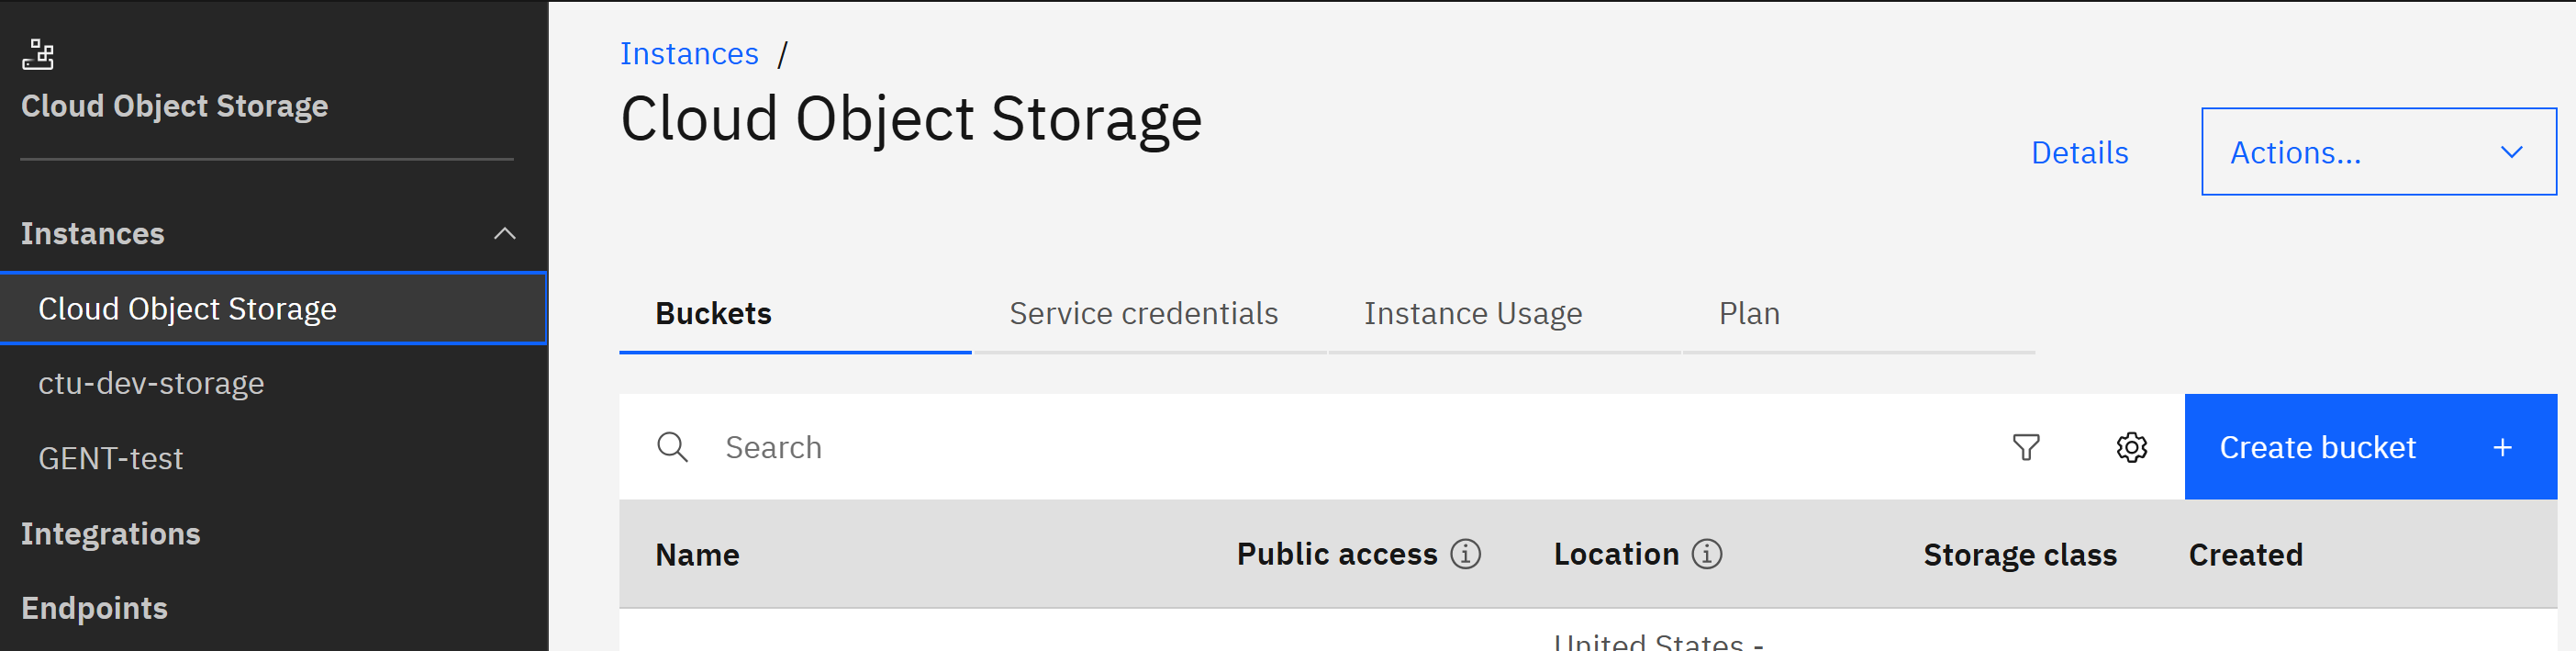 Cloud Object Storage
Instances
Cloud Object Storage
ctu-dev-storage
GENT-test
Integrations
Endpoints
Instances /
Cloud Object Storage
Details
Actions...
Buckets Service credentials Instance Usage Plan
Search
Create bucket +
Name Public access Location Storage class Created
United States -